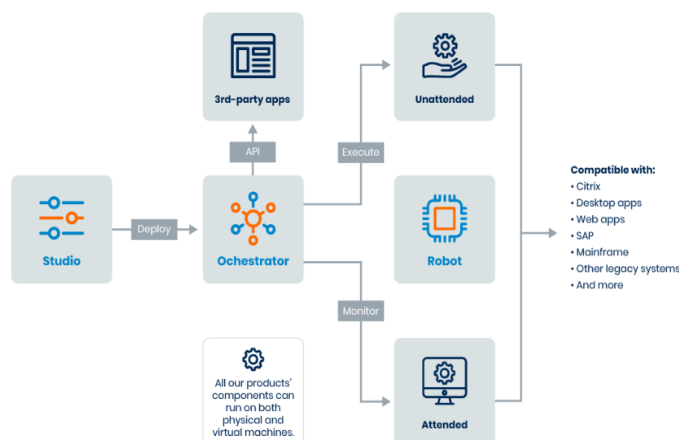 3rd-party apps
Unattended
API
Execute
Compatible with:
• Citrix
• Desktop apps
• Web apps
• SAP
• Mainframe
• Other legacy systems
• And more
Deploy
Studio
Ochestrator
Robot
Monitor
All our products'
components can
run on both
physical and
virtual machines.
Attended